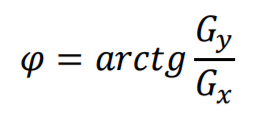 φ = arctg G_y/G_x